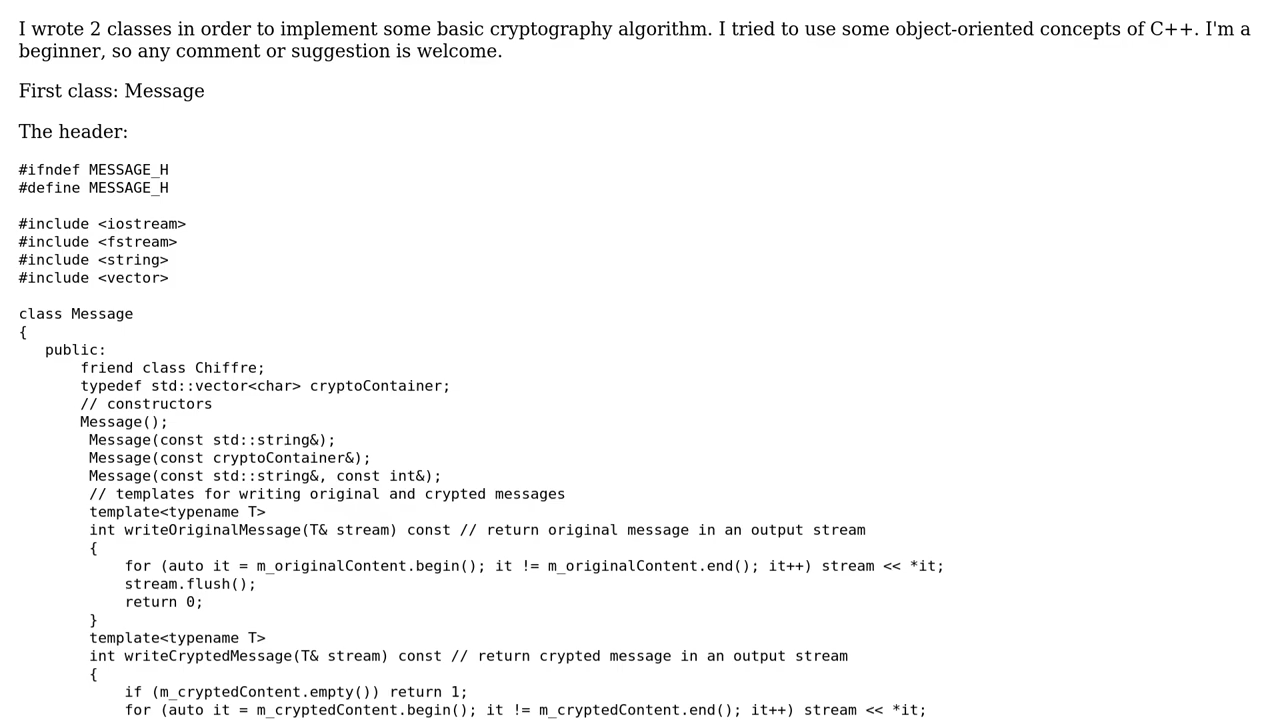 I wrote 2 classes in order to implement some basic cryptography algorithm. I tried to use some object-oriented concepts of C++. I'm a
beginner, so any comment or suggestion is welcome.
First class: Message
The header:
#ifndef MESSAGE_H
#define MESSAGE_H
#include <iostream>
#include <fstream>
#include <string>
#include <vector>
class Message
{
   public:
       friend class Chiffre;
       typedef std::vector<char> cryptoContainer;
       // constructors
       Message();
        Message(const std::string&);
        Message(const cryptoContainer&);
        Message(const std::string&, const int&);
        // templates for writing original and crypted messages
        template<typename T>
        int writeOriginalMessage(T& stream) const // return original message in an output stream
        {
            for (auto it = m_originalContent.begin(); it != m_originalContent.end(); it++) stream << *it;
            stream.flush();
            return 0;
        }
        template<typename T>
        int writeCryptedMessage(T& stream) const // return crypted message in an output stream
        {
            if (m_cryptedContent.empty()) return 1;
            for (auto it = m_cryptedContent.begin(); it != m_cryptedContent.end(); it++) stream << *it;